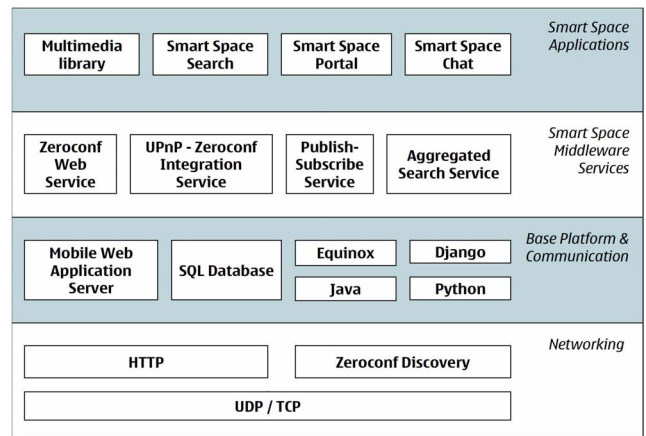 Smart Space
Applications
Multimedia
library
Smart Space
Search
Smart Space
Portal
Smart Space
Chat
Smart Space
Middleware
Services
Zeroconf
Web
Service
UPnP - Zeroconf
Integration
Service
Publish-
Subscribe
Service
Aggregated
Search Service
Base Platform &
Communication
Mobile Web
Application
Server
SQL Database
Equinox
Django
Java
Python
Networking
HTTP
Zeroconf Discovery
UDP / TCP